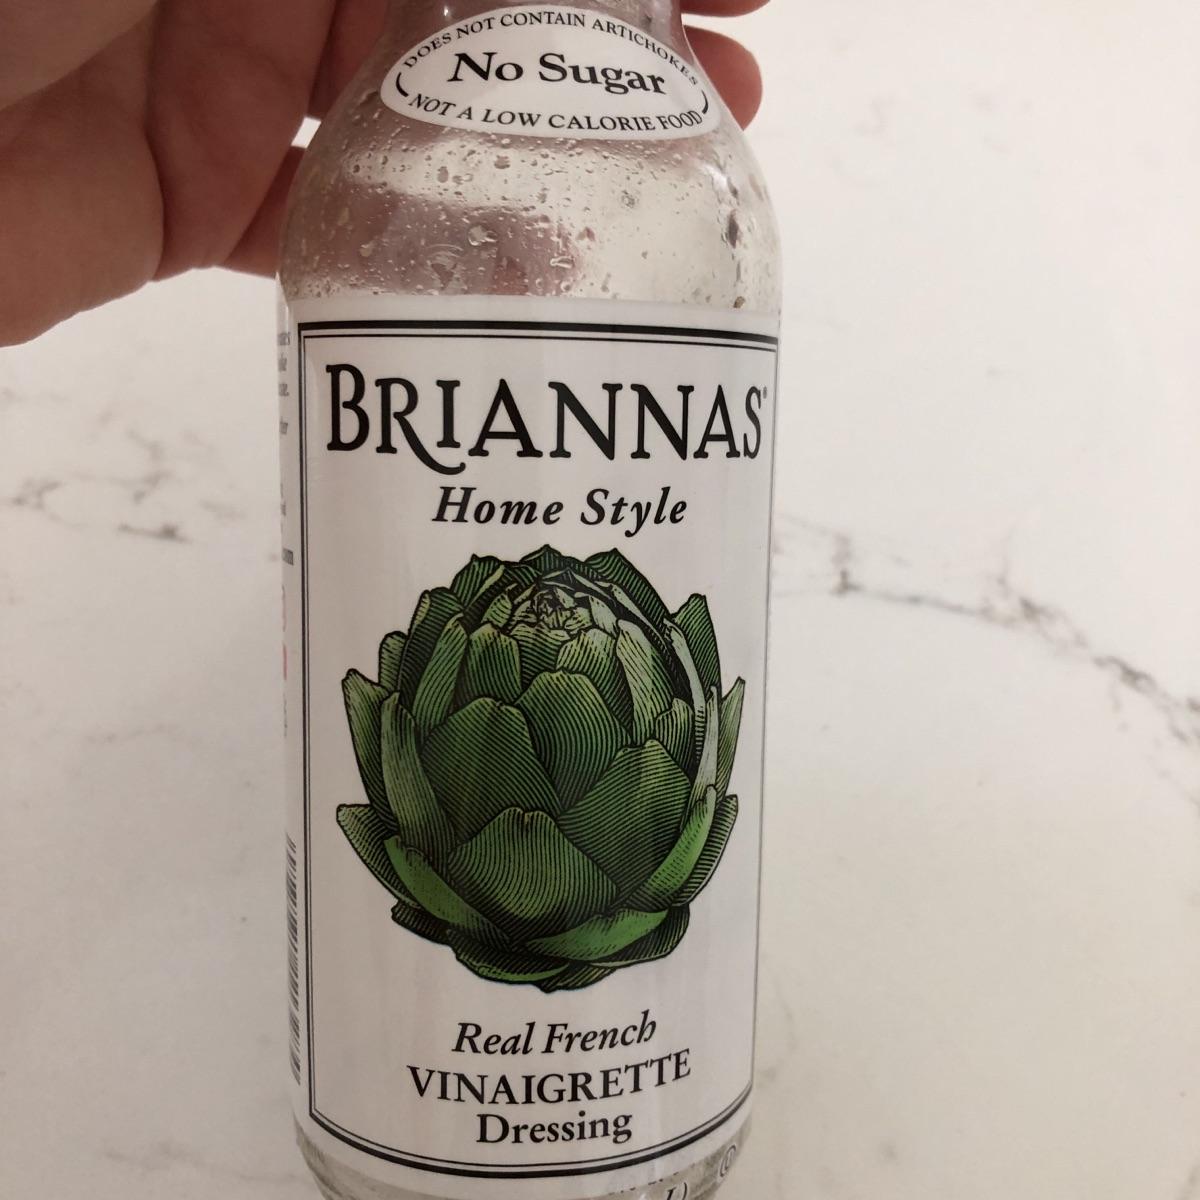 DOES NOT CONTAIN ARTICHOKES
No Sugar
NOT A LOW CALORIE FOOD
BRIANNAS®
Home Style
Real French
VINAIGRETTE
Dressing